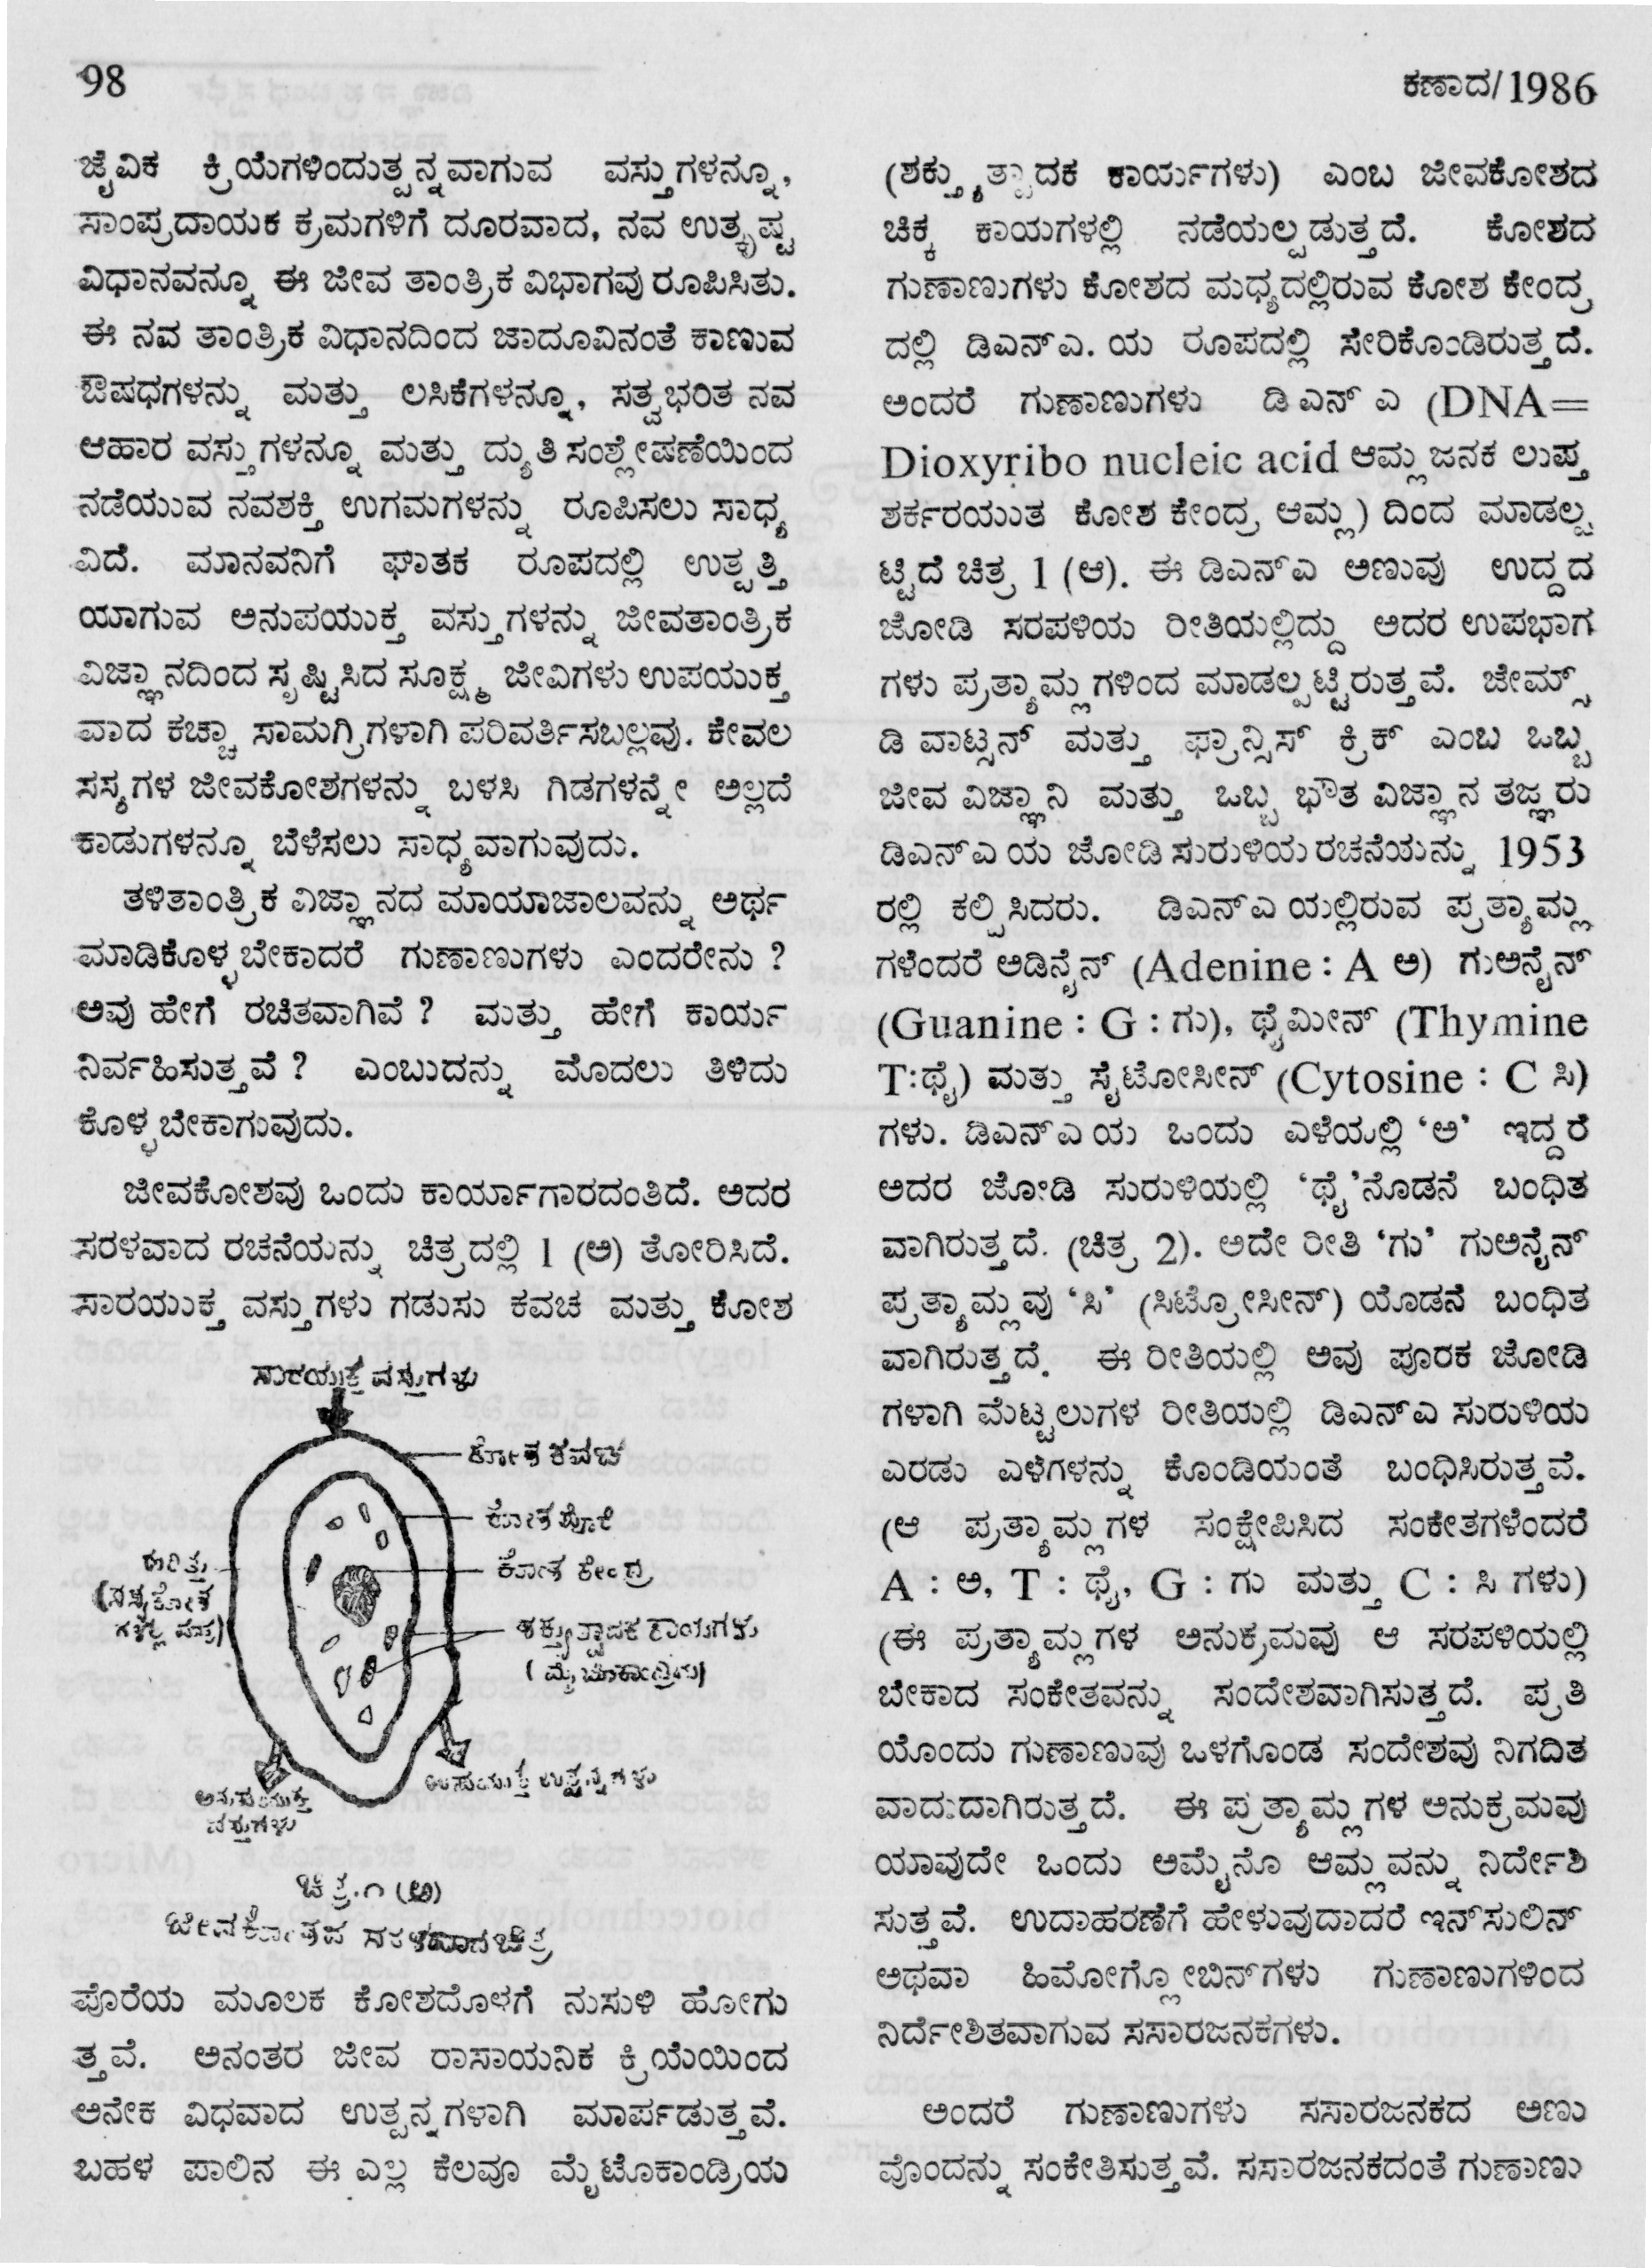 98
ಕಣಾದ/1986
ಜೈವಿಕ ಕ್ರಿಯೆಗಳಿಂದುತ್ಪನ್ನವಾಗುವ ವಸ್ತುಗಳನ್ನೂ,
ಸಾಂಪ್ರದಾಯಕ ಕ್ರಮಗಳಿಗೆ ದೂರವಾದ, ನವ ಉತ್ಕೃಷ್ಟ
ವಿಧಾನವನ್ನೂ ಈ ಜೀವ ತಾಂತ್ರಿಕ ವಿಭಾಗವು ರೂಪಿಸಿತು.
ಈ ನವ ತಾಂತ್ರಿಕ ವಿಧಾನದಿಂದ ಜಾದೂವಿನಂತೆ ಕಾಣುವ
ಔಷಧಗಳನ್ನು ಮತ್ತು ಲಸಿಕೆಗಳನ್ನೂ, ಸತ್ವಭರಿತ ನವ
ಆಹಾರ ವಸ್ತುಗಳನ್ನೂ ಮತ್ತು ದ್ಯುತಿ ಸಂಶ್ಲೇಷಣೆಯಿಂದ
ನಡೆಯುವ ನವಶಕ್ತಿ ಉಗಮಗಳನ್ನು ರೂಪಿಸಲು ಸಾಧ್ಯ
ವಿದೆ. ಮಾನವನಿಗೆ ಘಾತಕ ರೂಪದಲ್ಲಿ ಉತ್ಪತ್ತಿ
ಯಾಗುವ ಅನುಪಯುಕ್ತ ವಸ್ತುಗಳನ್ನು ಜೀವತಾಂತ್ರಿಕ
ವಿಜ್ಞಾನದಿಂದ ಸೃಷ್ಟಿಸಿದ ಸೂಕ್ಷ್ಮ ಜೀವಿಗಳು ಉಪಯುಕ್ತ
ವಾದ ಕಚ್ಚಾ ಸಾಮಗ್ರಿಗಳಾಗಿ ಪರಿವರ್ತಿಸಬಲ್ಲವು. ಕೇವಲ
ಸಸ್ಯಗಳ ಜೀವಕೋಶಗಳನ್ನು ಬಳಸಿ ಗಿಡಗಳನ್ನೇ ಅಲ್ಲದೆ
ಕಾಡುಗಳನ್ನೂ ಬೆಳೆಸಲು ಸಾಧ್ಯವಾಗುವುದು.
ತಳಿತಾಂತ್ರಿಕ ವಿಜ್ಞಾನದ ಮಾಯಾಜಾಲವನ್ನು ಅರ್ಥ
ಮಾಡಿಕೊಳ್ಳಬೇಕಾದರೆ ಗುಣಾಣುಗಳು ಎಂದರೇನು ?
ಅವು ಹೇಗೆ ರಚಿತವಾಗಿವೆ ? ಮತ್ತು ಹೇಗೆ ಕಾರ್ಯ
ನಿರ್ವಹಿಸುತ್ತವೆ ? ಎಂಬುದನ್ನು ಮೊದಲು ತಿಳಿದು
ಕೊಳ್ಳಬೇಕಾಗುವುದು.
ಜೀವಕೋಶವು ಒಂದು ಕಾರ್ಯಾಗಾರದಂತಿದೆ. ಅದರ
ಸರಳವಾದ ರಚನೆಯನ್ನು ಚಿತ್ರದಲ್ಲಿ 1 (ಅ) ತೋರಿಸಿದೆ.
ಸಾರಯುಕ್ತ ವಸ್ತುಗಳು ಗಡುಸು ಕವಚ ಮತ್ತು ಕೋಶ
ಸಾರಯುಕ್ತ ವಸ್ತುಗಳು
ಕೋಶ ಕವಚ
ಕೋಶ ಪೊರೆ
ಕೋಶ ಕೇಂದ್ರ
ಹರಿತ್ತು
(ಸಸ್ಯಕೋಶ
ಗಳಲ್ಲಿ ಮಾತ್ರ)
ಶಕ್ತ್ಯುತ್ಪಾದಕ ಕಾಯಗಳು
(ಮೈಟೊಕಾಂಡ್ರಿಯ)
ಉಪಯುಕ್ತ ಉತ್ಪನ್ನಗಳು
ಅನುಪಯುಕ್ತ
ವಸ್ತುಗಳು
ಚಿತ್ರ.೧ (ಅ)
ಜೀವಕೋಶದ ಸರಳವಾದ ಚಿತ್ರ
ಪೊರೆಯ ಮೂಲಕ ಕೋಶದೊಳಗೆ ನುಸುಳಿ ಹೋಗು
ತ್ತವೆ. ಅನಂತರ ಜೀವ ರಾಸಾಯನಿಕ ಕ್ರಿಯೆಯಿಂದ
ಅನೇಕ ವಿಧವಾದ ಉತ್ಪನ್ನಗಳಾಗಿ ಮಾರ್ಪಡುತ್ತವೆ.
ಬಹಳ ಪಾಲಿನ ಈ ಎಲ್ಲ ಕೆಲವೂ ಮೈಟೊಕಾಂಡ್ರಿಯ
(ಶಕ್ತ್ಯುತ್ಪಾದಕ ಕಾರ್ಯಗಳು) ಎಂಬ ಜೀವಕೋಶದ
ಚಿಕ್ಕ ಕಾಯಗಳಲ್ಲಿ ನಡೆಯಲ್ಪಡುತ್ತದೆ. ಕೋಶದ
ಗುಣಾಣುಗಳು ಕೋಶದ ಮಧ್ಯದಲ್ಲಿರುವ ಕೋಶ ಕೇಂದ್ರ
ದಲ್ಲಿ ಡಿಎನ್‌ಎ. ಯ ರೂಪದಲ್ಲಿ ಸೇರಿಕೊಂಡಿರುತ್ತದೆ.
ಅಂದರೆ ಗುಣಾಣುಗಳು ಡಿ ಎನ್ ಎ (DNA=
Dioxyribo nucleic acid ಆಮ್ಲಜನಕ ಲುಪ್ತ
ಶರ್ಕರಯುತ ಕೋಶ ಕೇಂದ್ರ ಆಮ್ಲ) ದಿಂದ ಮಾಡಲ್ಪ
ಟ್ಟಿದೆ ಚಿತ್ರ 1 (ಆ). ಈ ಡಿಎನ್‌ಎ ಅಣುವು ಉದ್ದದ
ಜೋಡಿ ಸರಪಳಿಯ ರೀತಿಯಲ್ಲಿದ್ದು ಅದರ ಉಪಭಾಗ
ಗಳು ಪ್ರತ್ಯಾಮ್ಲಗಳಿಂದ ಮಾಡಲ್ಪಟ್ಟಿರುತ್ತವೆ. ಜೇಮ್ಸ್
ಡಿ ವಾಟ್ಸನ್ ಮತ್ತು ಫ್ರಾನ್ಸಿಸ್ ಕ್ರಿಕ್ ಎಂಬ ಒಬ್ಬ
ಜೀವ ವಿಜ್ಞಾನಿ ಮತ್ತು ಒಬ್ಬ ಭೌತ ವಿಜ್ಞಾನ ತಜ್ಞರು
ಡಿಎನ್‌ಎ ಯ ಜೋಡಿ ಸುರುಳಿಯ ರಚನೆಯನ್ನು 1953
ರಲ್ಲಿ ಕಲ್ಪಿಸಿದರು. ಡಿಎನ್‌ಎ ಯಲ್ಲಿರುವ ಪ್ರತ್ಯಾಮ್ಲ
ಗಳೆಂದರೆ ಅಡಿನೈನ್ (Adenine : A ಅ) ಗುಅನೈನ್
(Guanine : G : ಗು), ಥೈಮೀನ್ (Thymine
T:ಥೈ) ಮತ್ತು ಸೈಟೋಸೀನ್ (Cytosine : C ಸಿ)
ಗಳು. ಡಿಎನ್‌ಎ ಯ ಒಂದು ಎಳೆಯಲ್ಲಿ ‘ಅ’ ಇದ್ದರೆ
ಅದರ ಜೋಡಿ ಸುರುಳಿಯಲ್ಲಿ ‘ಥೈ’ನೊಡನೆ ಬಂಧಿತ
ವಾಗಿರುತ್ತದೆ. (ಚಿತ್ರ 2). ಅದೇ ರೀತಿ ‘ಗು’ ಗುಅನೈನ್
ಪ್ರತ್ಯಾಮ್ಲವು ‘ಸಿ’ (ಸಿಟ್ರೋಸೀನ್) ಯೊಡನೆ ಬಂಧಿತ
ವಾಗಿರುತ್ತದೆ. ಈ ರೀತಿಯಲ್ಲಿ ಅವು ಪೂರಕ ಜೋಡಿ
ಗಳಾಗಿ ಮೆಟ್ಟಲುಗಳ ರೀತಿಯಲ್ಲಿ ಡಿಎನ್‌ಎ ಸುರುಳಿಯ
ಎರಡು ಎಳೆಗಳನ್ನು ಕೊಂಡಿಯಂತೆ ಬಂಧಿಸಿರುತ್ತವೆ.
(ಆ ಪ್ರತ್ಯಾಮ್ಲಗಳ ಸಂಕ್ಷೇಪಿಸಿದ ಸಂಕೇತಗಳೆಂದರೆ
A : ಅ, T : ಥೈ, G : ಗು ಮತ್ತು C : ಸಿ ಗಳು)
(ಈ ಪ್ರತ್ಯಾಮ್ಲಗಳ ಅನುಕ್ರಮವು ಆ ಸರಪಳಿಯಲ್ಲಿ
ಬೇಕಾದ ಸಂಕೇತವನ್ನು ಸಂದೇಶವಾಗಿಸುತ್ತದೆ. ಪ್ರತಿ
ಯೊಂದು ಗುಣಾಣುವು ಒಳಗೊಂಡ ಸಂದೇಶವು ನಿಗದಿತ
ವಾದುದಾಗಿರುತ್ತದೆ. ಈ ಪ್ರತ್ಯಾಮ್ಲಗಳ ಅನುಕ್ರಮವು
ಯಾವುದೇ ಒಂದು ಅಮೈನೊ ಆಮ್ಲವನ್ನು ನಿರ್ದೇಶಿ
ಸುತ್ತವೆ. ಉದಾಹರಣೆಗೆ ಹೇಳುವುದಾದರೆ ಇನ್‌ಸುಲಿನ್
ಅಥವಾ ಹಿಮೋಗ್ಲೋಬಿನ್‌ಗಳು ಗುಣಾಣುಗಳಿಂದ
ನಿರ್ದೇಶಿತವಾಗುವ ಸಸಾರಜನಕಗಳು.
ಅಂದರೆ ಗುಣಾಣುಗಳು ಸಸಾರಜನಕದ ಅಣು
ವೊಂದನ್ನು ಸಂಕೇತಿಸುತ್ತವೆ. ಸಸಾರಜನಕದಂತೆ ಗುಣಾಣು